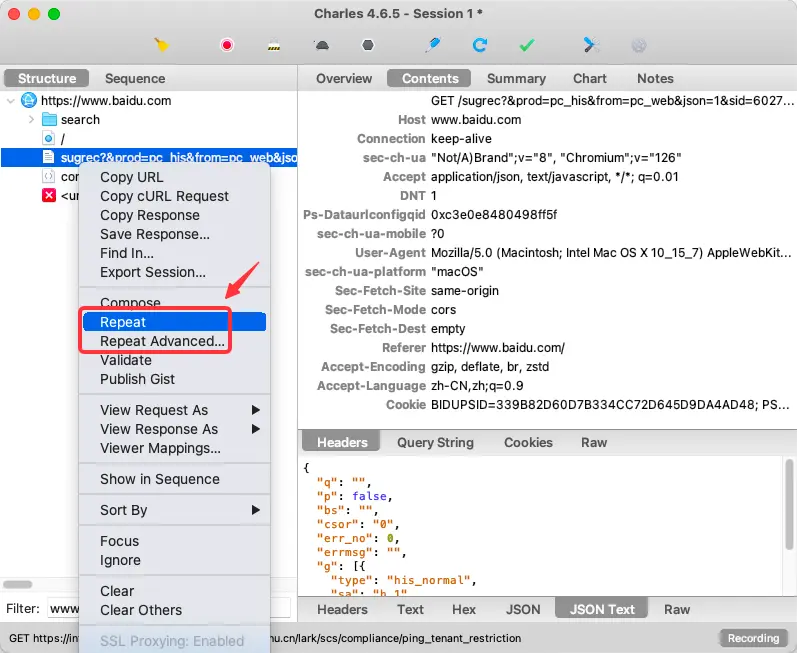 Charles 4.6.5 - Session 1 *
Structure Sequence
Overview Contents Summary Chart Notes
https://www.baidu.com
search
/
sugrec?&prod=pc_his&from=pc_web&jso
cor
<ur
Copy URL
Copy cURL Request
Copy Response
Save Response...
Find In...
Export Session...
Compose
Repeat
Repeat Advanced...
Validate
Publish Gist
View Request As
View Response As
Viewer Mappings...
Show in Sequence
Sort By
Focus
Ignore
Clear
Clear Others
SSL Proxying: Enabled
GET /sugrec?&prod=pc_his&from=pc_web&json=1&sid=6027...
Host www.baidu.com
Connection keep-alive
sec-ch-ua "Not/A)Brand";v="8", "Chromium";v="126"
Accept application/json, text/javascript, */*; q=0.01
DNT 1
Ps-Dataurlconfigqid 0xc3e0e8480498ff5f
sec-ch-ua-mobile ?0
User-Agent Mozilla/5.0 (Macintosh; Intel Mac OS X 10_15_7) AppleWebKit...
sec-ch-ua-platform "macOS"
Sec-Fetch-Site same-origin
Sec-Fetch-Mode cors
Sec-Fetch-Dest empty
Referer https://www.baidu.com/
Accept-Encoding gzip, deflate, br, zstd
Accept-Language zh-CN,zh;q=0.9
Cookie BIDUPSID=339B82D60D7B334CC72D645D9DA4AD48; PS...
Headers Query String Cookies Raw
{
"q": "",
"p": false,
"bs": "",
"csor": "0",
"err_no": 0,
"errmsg": "",
"g": [{
"type": "his_normal",
"sa": "h_1",
Headers Text Hex JSON JSON Text Raw
Filter: www
GET https://in
nu.cn/lark/scs/compliance/ping_tenant_restriction
Recording